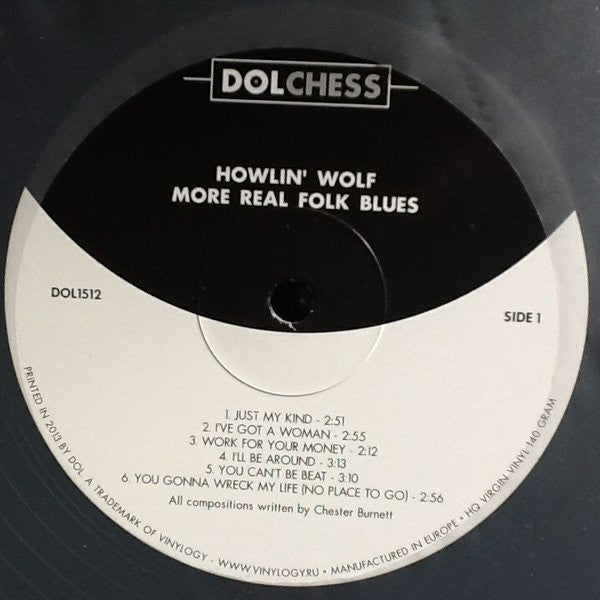 DOLCHESS
HOWLIN' WOLF
MORE REAL FOLK BLUES
DOL1512
SIDE 1
1. JUST MY KIND - 2:51
2. I'VE GOT A WOMAN - 2:55
3. WORK FOR YOUR MONEY - 2:12
4. I'LL BE AROUND - 3:13
5. YOU CAN'T BE BEAT - 3:10
6. YOU GONNA WRECK MY LIFE (NO PLACE TO GO) - 2:56
All compositions written by Chester Burnett
PRINTED IN 2013 BY DOL. A TRADEMARK OF VINYLOGY - WWW.VINYLOGY.RU • MANUFACTURED IN EUROPE • HQ VIRGIN VINYL 140 GRAM